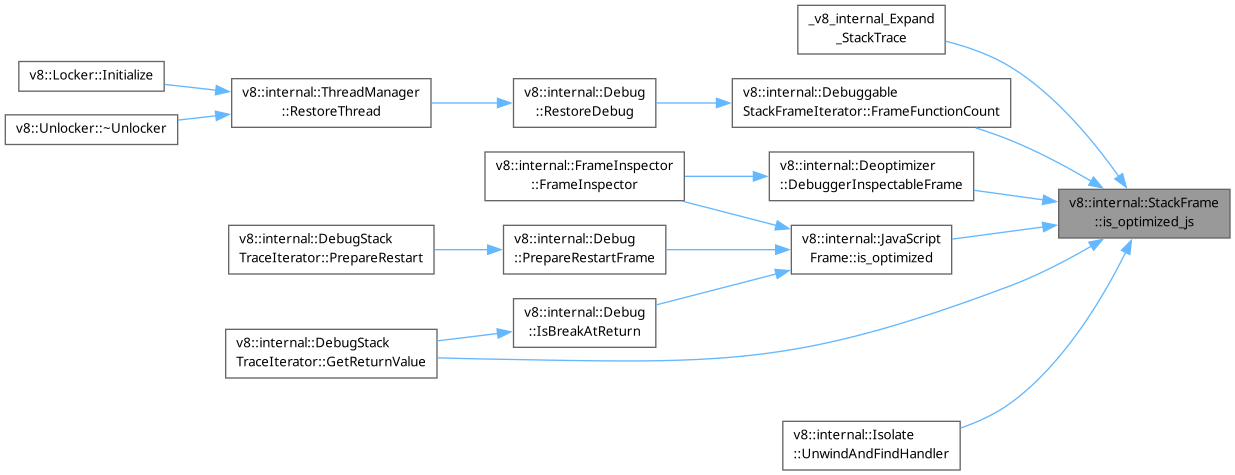 _v8_internal_Expand
_StackTrace
v8::Locker::Initialize
v8::internal::ThreadManager
::RestoreThread
v8::internal::Debug
::RestoreDebug
v8::internal::Debuggable
StackFrameIterator::FrameFunctionCount
v8::Unlocker::~Unlocker
v8::internal::FrameInspector
::FrameInspector
v8::internal::Deoptimizer
::DebuggerInspectableFrame
v8::internal::StackFrame
::is_optimized_js
v8::internal::DebugStack
TraceIterator::PrepareRestart
v8::internal::Debug
::PrepareRestartFrame
v8::internal::JavaScript
Frame::is_optimized
v8::internal::Debug
::IsBreakAtReturn
v8::internal::DebugStack
TraceIterator::GetReturnValue
v8::internal::Isolate
::UnwindAndFindHandler